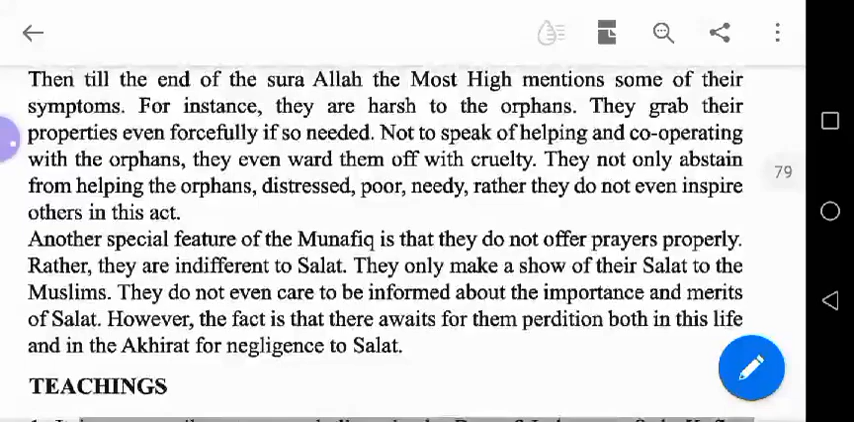 Then till the end of the sura Allah the Most High mentions some of their
symptoms. For instance, they are harsh to the orphans. They grab their
properties even forcefully if so needed. Not to speak of helping and co-operating
with the orphans, they even ward them off with cruelty. They not only abstain
from helping the orphans, distressed, poor, needy, rather they do not even inspire
others in this act.
79
Another special feature of the Munafiq is that they do not offer prayers properly.
Rather, they are indifferent to Salat. They only make a show of their Salat to the
Muslims. They do not even care to be informed about the importance and merits
of Salat. However, the fact is that there awaits for them perdition both in this life
and in the Akhirat for negligence to Salat.
TEACHINGS